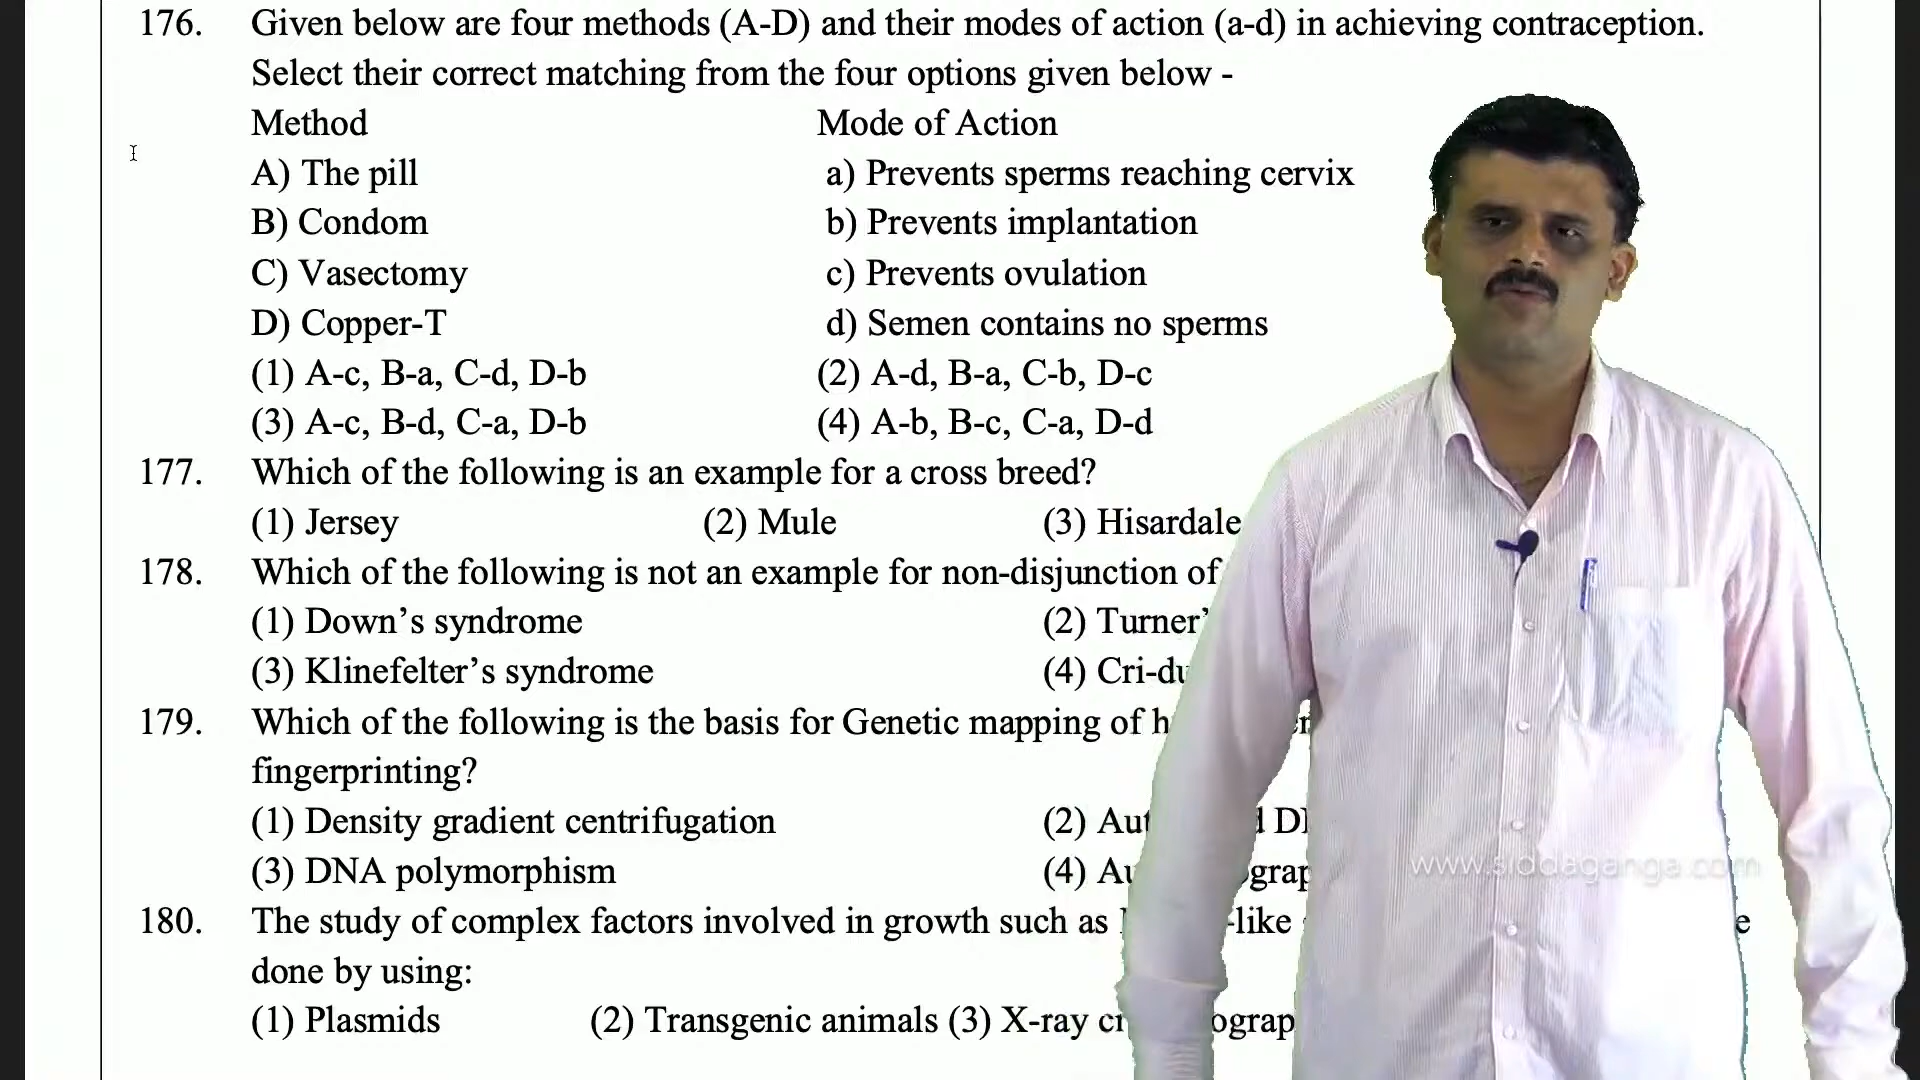 176. Given below are four methods (A-D) and their modes of action (a-d) in achieving contraception.
Select their correct matching from the four options given below -
Method Mode of Action
A) The pill a) Prevents sperms reaching cervix
B) Condom b) Prevents implantation
C) Vasectomy c) Prevents ovulation
D) Copper-T d) Semen contains no sperms
(1) A-c, B-a, C-d, D-b (2) A-d, B-a, C-b, D-c
(3) A-c, B-d, C-a, D-b (4) A-b, B-c, C-a, D-d
177. Which of the following is an example for a cross breed?
(1) Jersey (2) Mule (3) Hisardale
178. Which of the following is not an example for non-disjunction of
(1) Down’s syndrome (2) Turner’
(3) Klinefelter’s syndrome (4)
179. Which of the following is the basis for Genetic mapping of
fingerprinting?
(1) Density gradient centrifugation (2)
(3) DNA polymorphism (4)
www.siddaganga.com
180. The study of complex factors involved in growth such as -like
done by using:
(1) Plasmids (2) Transgenic animals (3) X-ray